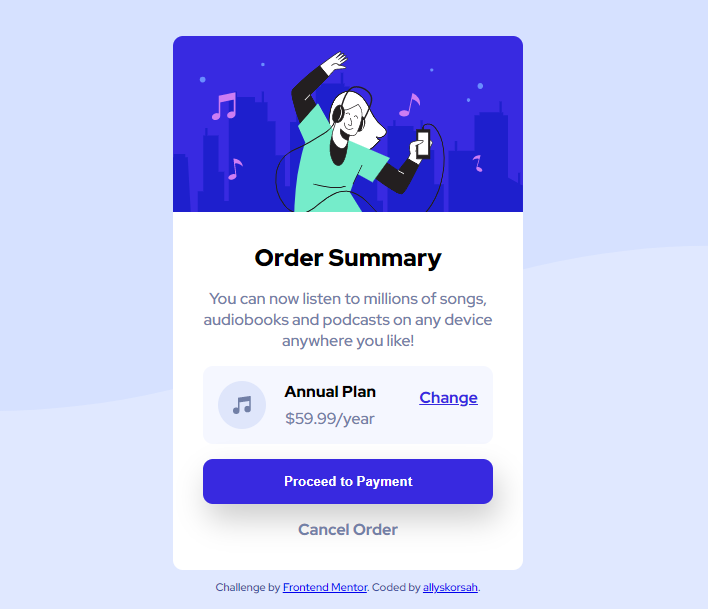 Order Summary
You can now listen to millions of songs,
audiobooks and podcasts on any device
anywhere you like!
Annual Plan
Change
$59.99/year
Proceed to Payment
Cancel Order
Challenge by Frontend Mentor. Coded by allyskorsah.